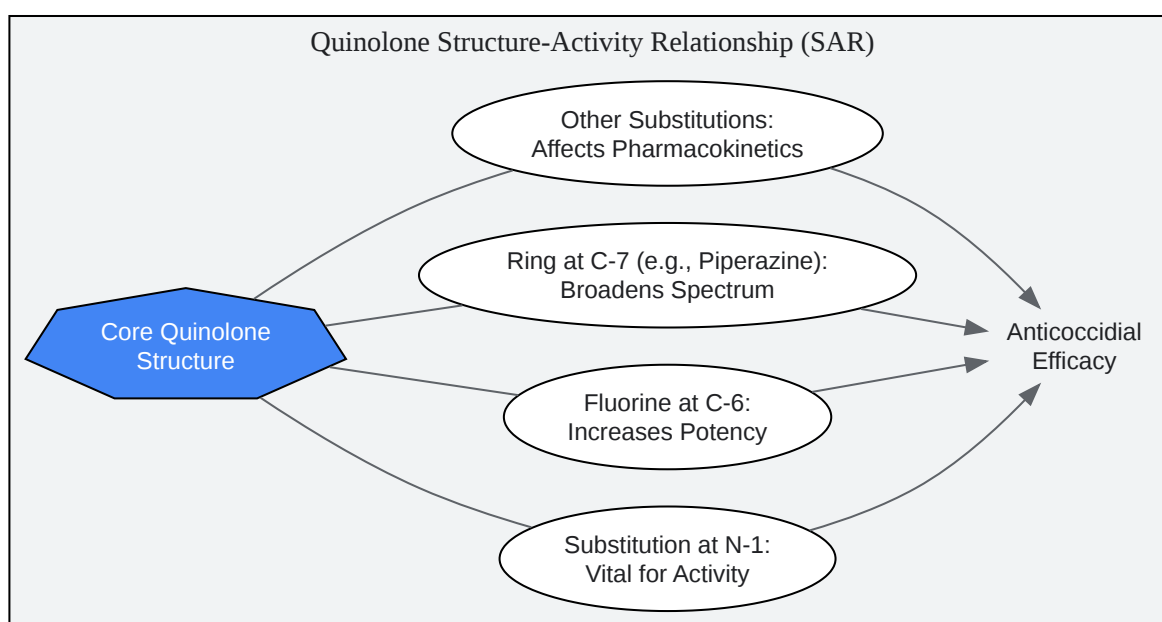 Quinolone Structure-Activity Relationship (SAR)
Other Substitutions:
Affects Pharmacokinetics
Ring at C-7 (e.g., Piperazine):
Broadens Spectrum
Core Quinolone
Structure
Anticoccidial
Efficacy
Fluorine at C-6:
Increases Potency
Substitution at N-1:
Vital for Activity